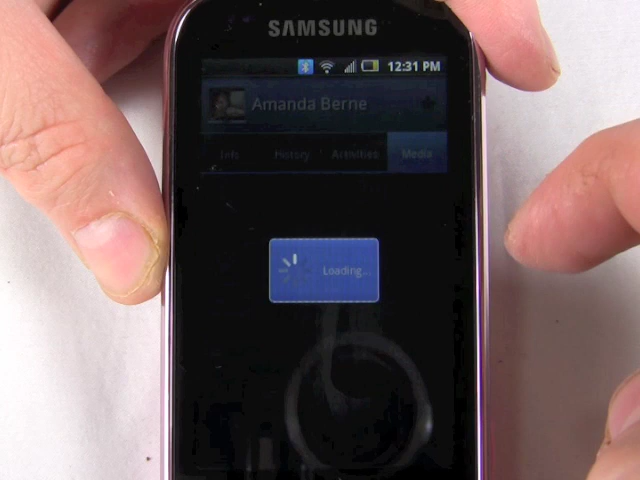 SAMSUNG
12:31 PM
Amanda Berne
Info History Activities Media
Loading...